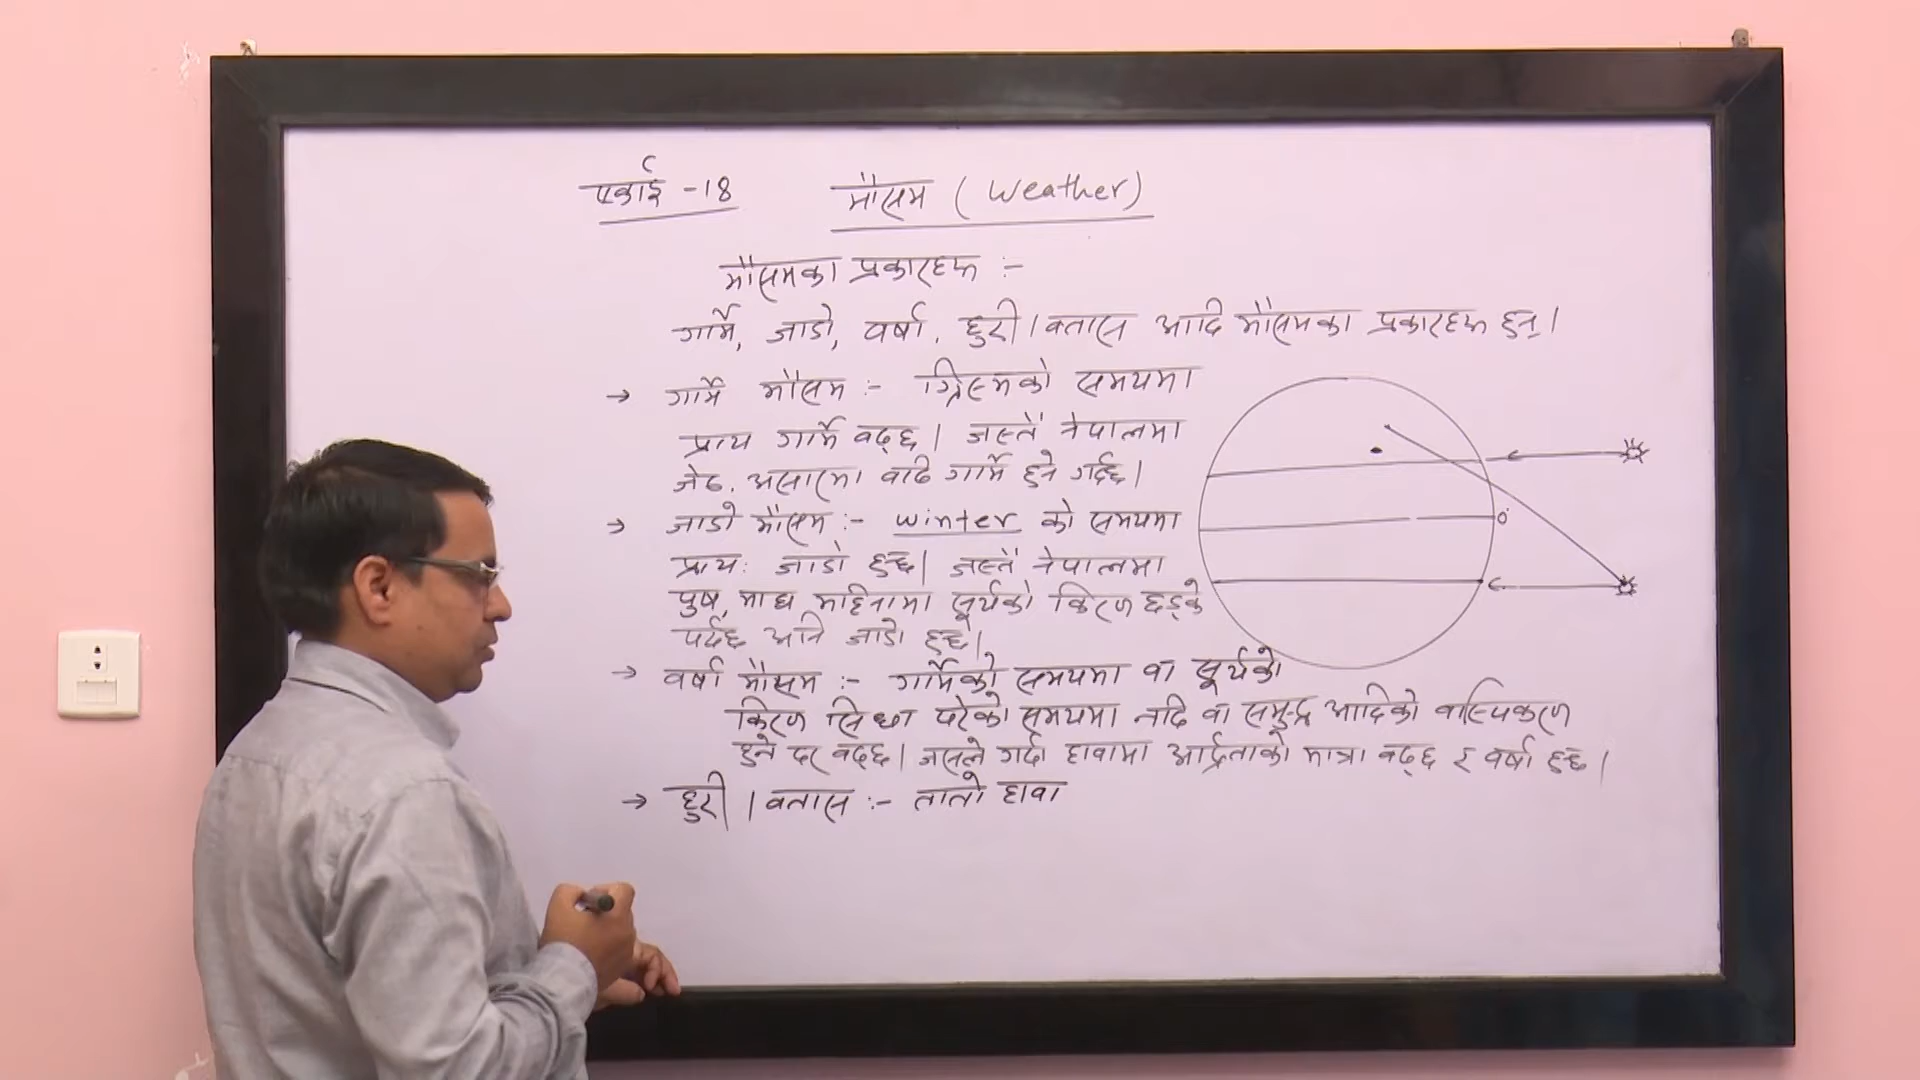 एकाई -18 मौसम ( Weather)
मौसमका प्रकारहरू :-
गर्मि, जाडो, वर्षा, हुरी।बतास आदि मौसमका प्रकारहरू हुन्।
→ गर्मि मौसम :- ग्रिस्मको समयमा
प्राय गर्मि बढ्छ। जस्तै नेपालमा
जेठ, असारमा बढि गर्मि हुने गर्दछ।
→ जाडो मौसम :- winter को समयमा
प्राय: जाडो हुन्छ। जस्तै नेपालमा
पुष, माघ महिनामा सूर्यको किरण छड्के
पर्दछ अनि जाडो हुन्छ।
→ वर्षा मौसम :- गर्मिको समयमा वा सूर्यको
किरण सिधा परेको समयमा नदि वा समुन्द्र आदिको वास्पिकरण
हुने दर बढ्छ। जसले गर्दा हावामा आर्द्रताको मात्रा बढ्छ र वर्षा हुन्छ।
→ हुरी।बतास :- तातो हावा
0°